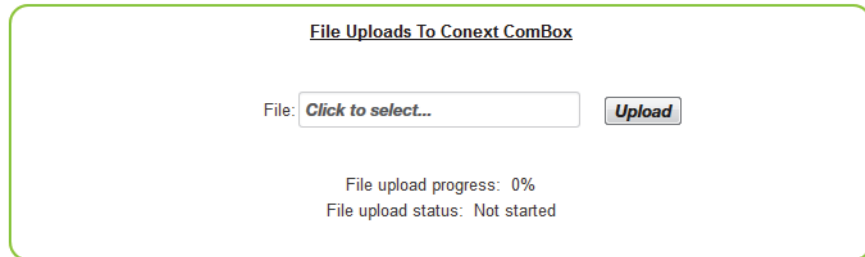 File Uploads To Conext ComBox
File: Click to select... Upload
File upload progress: 0%
File upload status: Not started